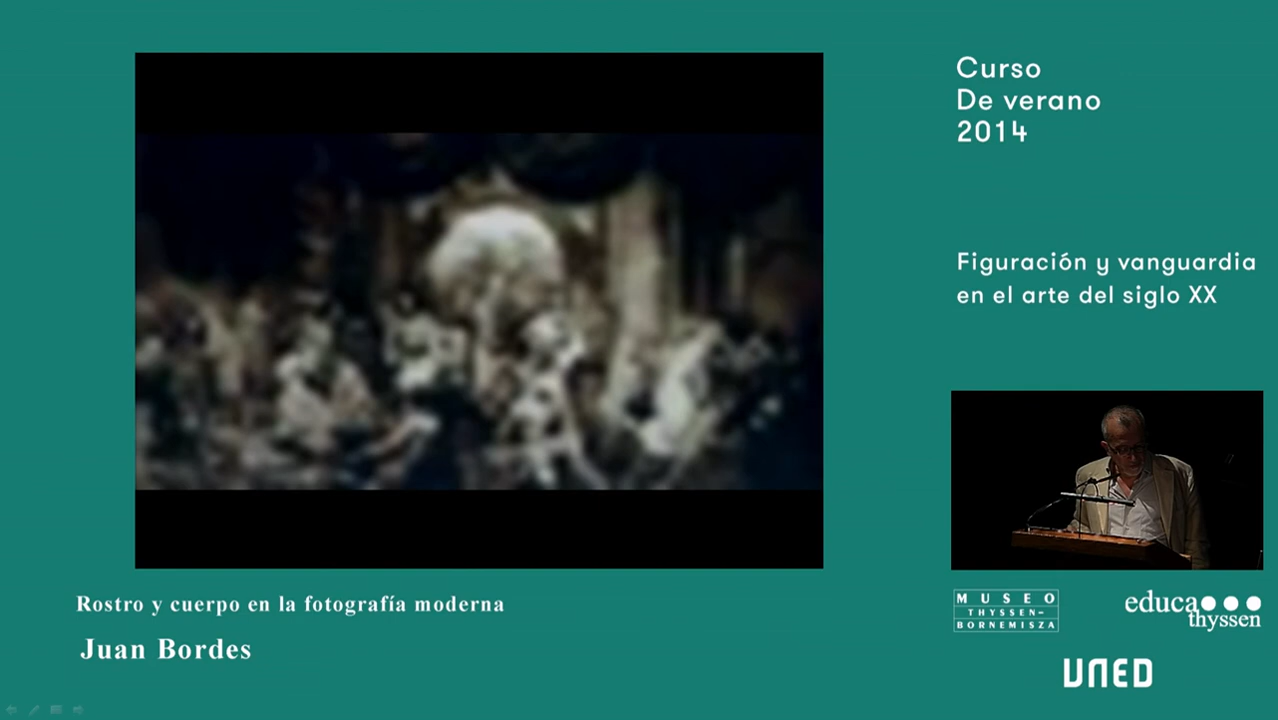 Curso
De verano
2014
Figuración y vanguardia
en el arte del siglo XX
Rostro y cuerpo en la fotografía moderna
Juan Bordes
MUSEO
THYSSEN-
BORNEMISZA
educa
thyssen
UNED